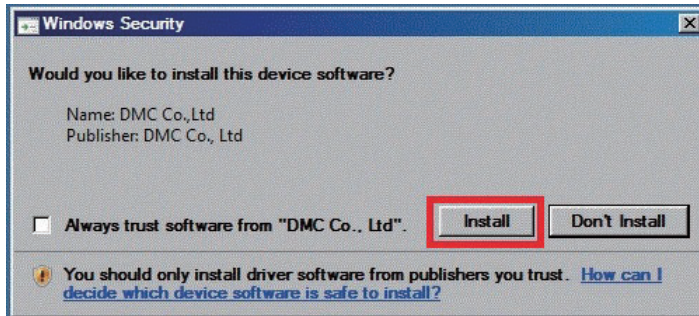 Windows Security
Would you like to install this device software?
Name: DMC Co.,Ltd
Publisher: DMC Co., Ltd
Always trust software from "DMC Co., Ltd".
Install
Don't Install
You should only install driver software from publishers you trust. How can I
decide which device software is safe to install?